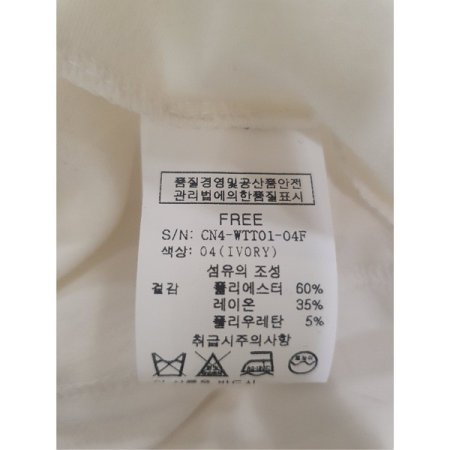 품질경영및공산품안전
관리법에의한품질표시
FREE
S/N: CN4-WTT01-04F
색상: 04(IVORY)
섬유의 조성
겉감 폴리에스터 60%
레이온 35%
폴리우레탄 5%
취급시주의사항